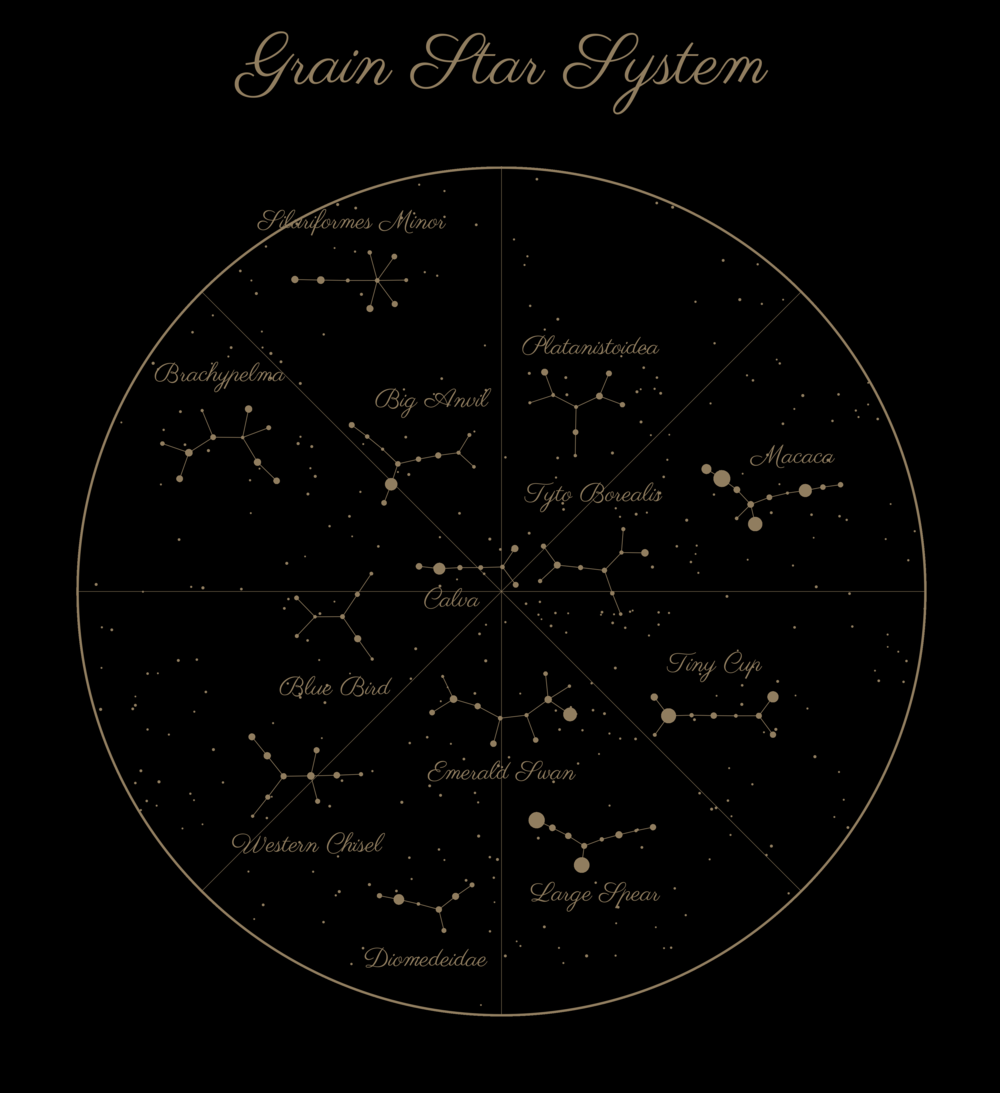 Grain Star System
Siluriformes Minor
Platanistoidea
Brachypelma
Big Anvil
Macaca
Tyto Borealis
Calva
Tiny Cup
Blue Bird
Emerald Swan
Western Chisel
Large Spear
Diomedeidae